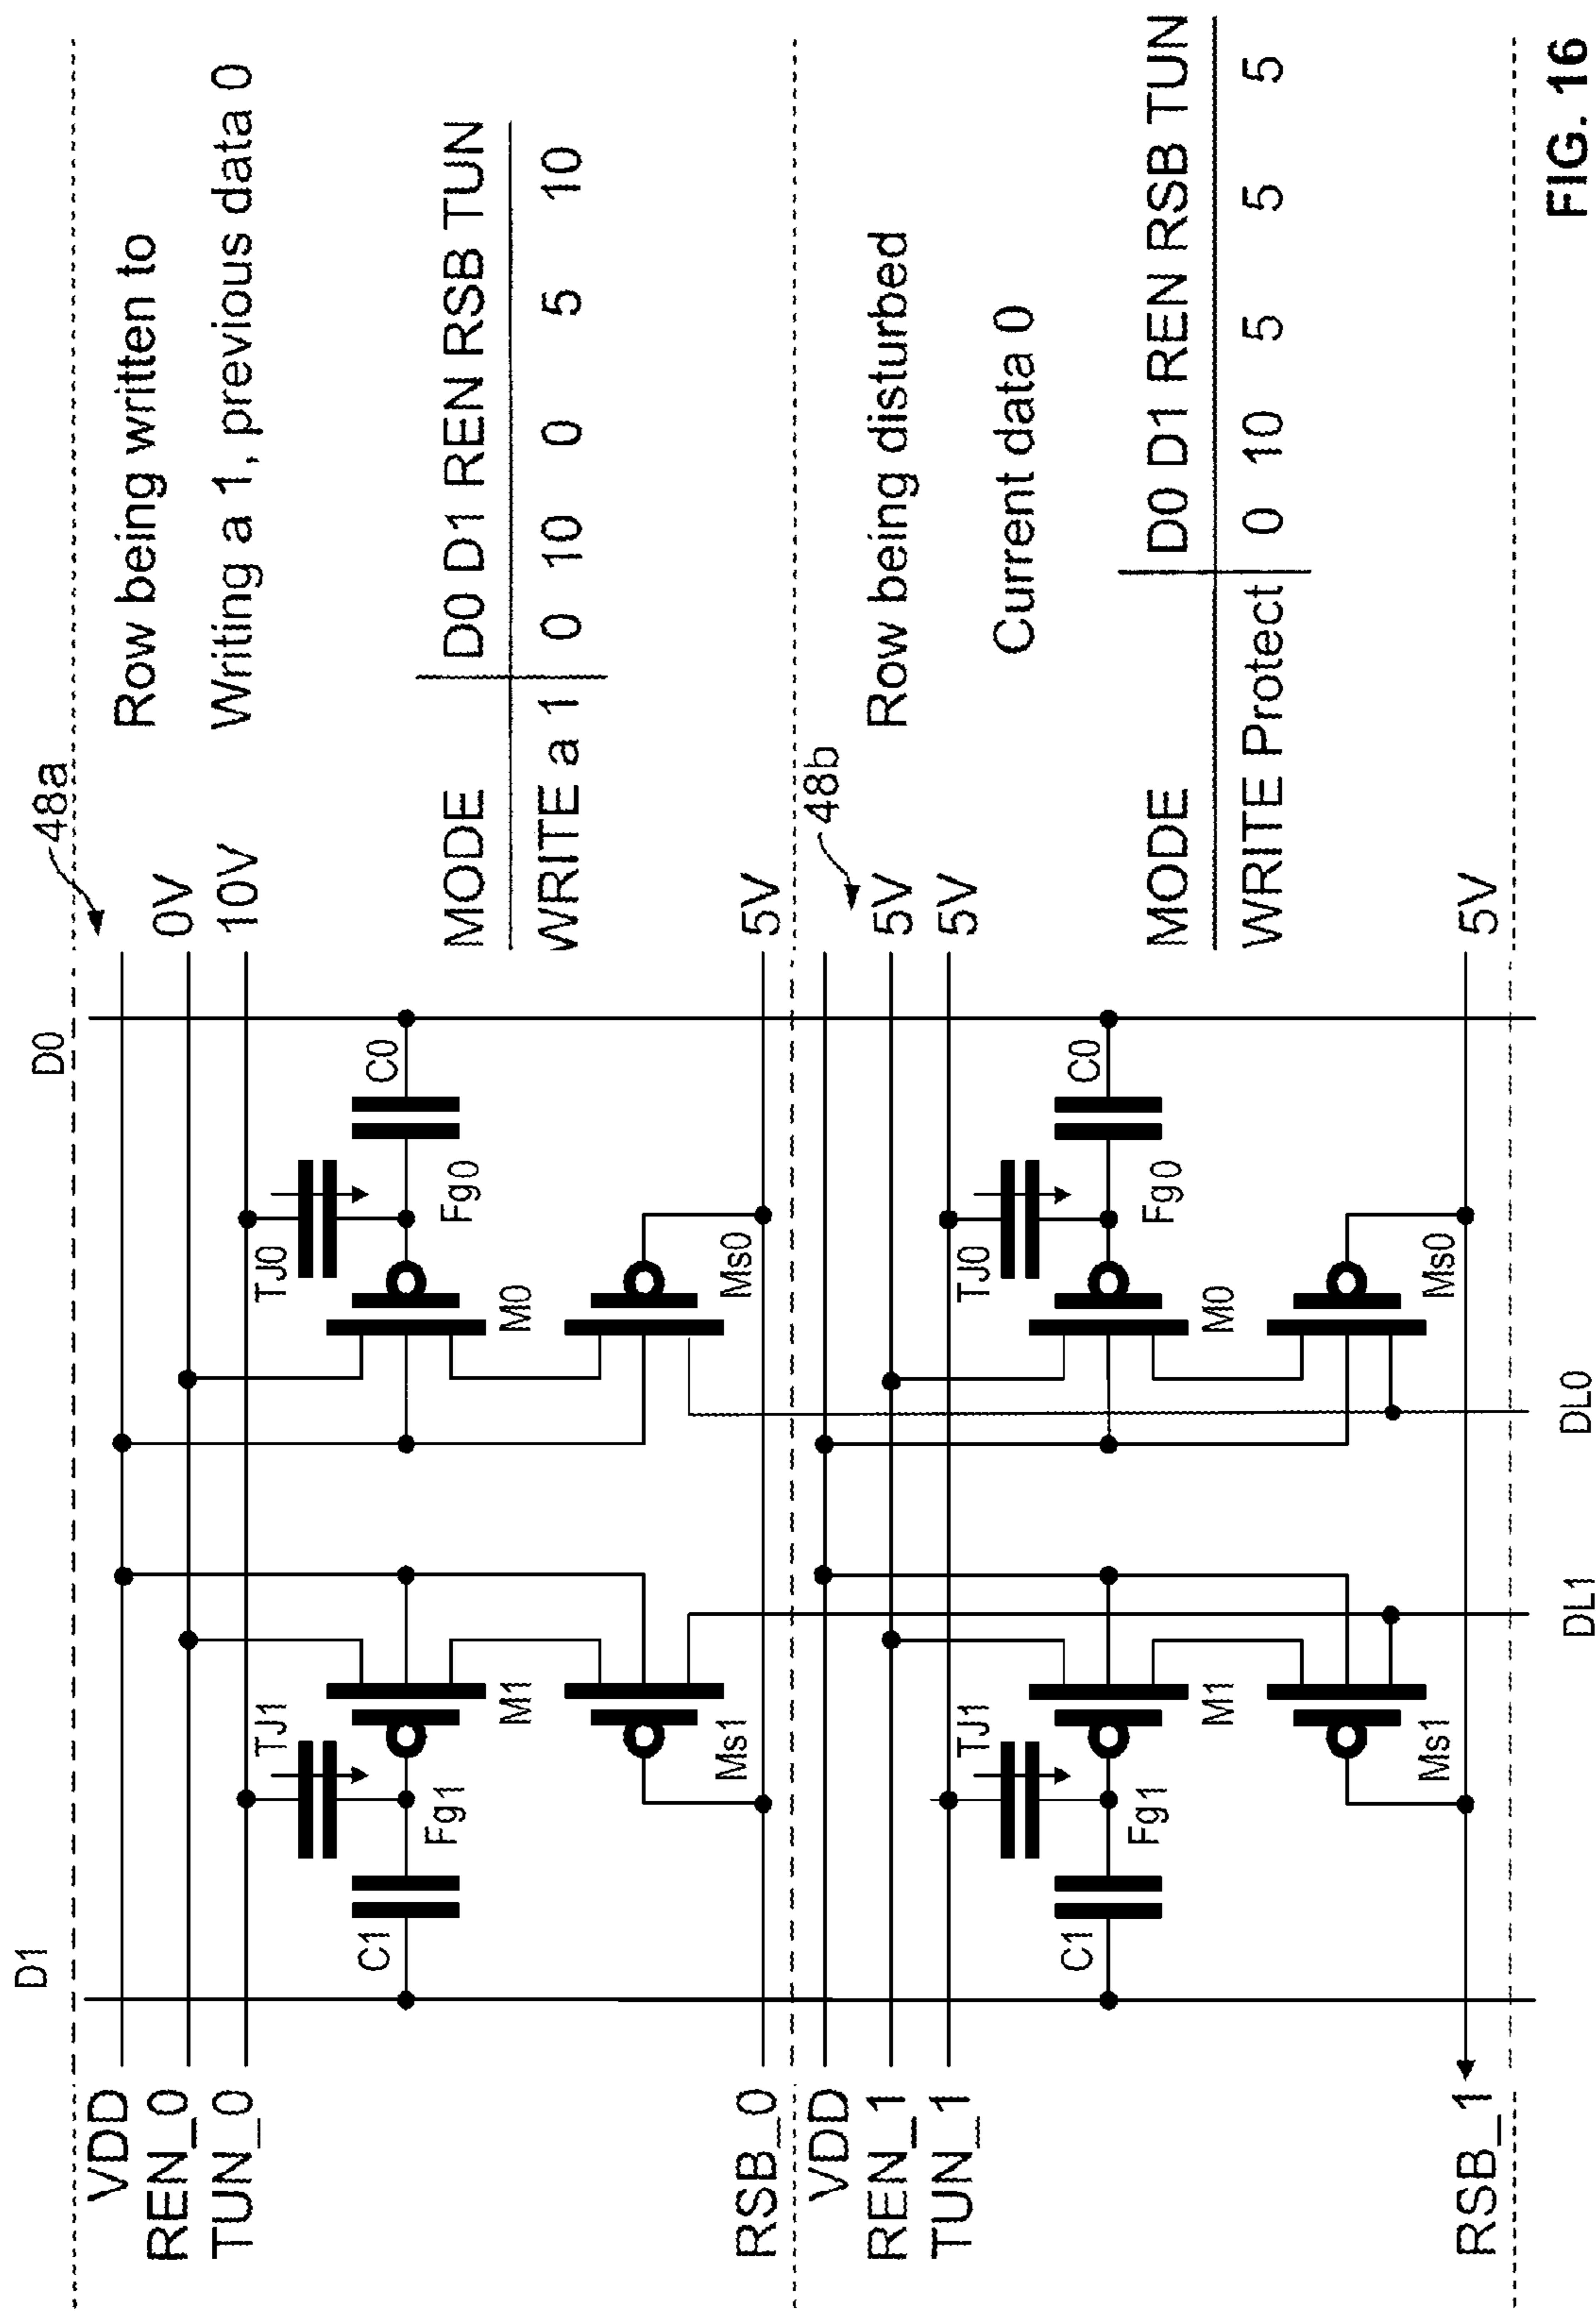 D1
D0
48a
VDD
REN_0
0V
TUN_0
10V
Row being written to
Writing a 1, previous data 0
TJ1
TJ0
C1
Fg1
M1
M0
Fg0
C0
MODE D0 D1 REN RSB TUN
WRITE a 1 0 10 0 5 10
Ms1
Ms0
RSB_0
5V
48b
VDD
REN_1
5V
TUN_1
5V
Row being disturbed
Current data 0
TJ1
TJ0
C1
Fg1
M1
M0
Fg0
C0
MODE D0 D1 REN RSB TUN
WRITE Protect 0 10 5 5 5
Ms1
Ms0
RSB_1
5V
DL1
DL0
FIG. 16